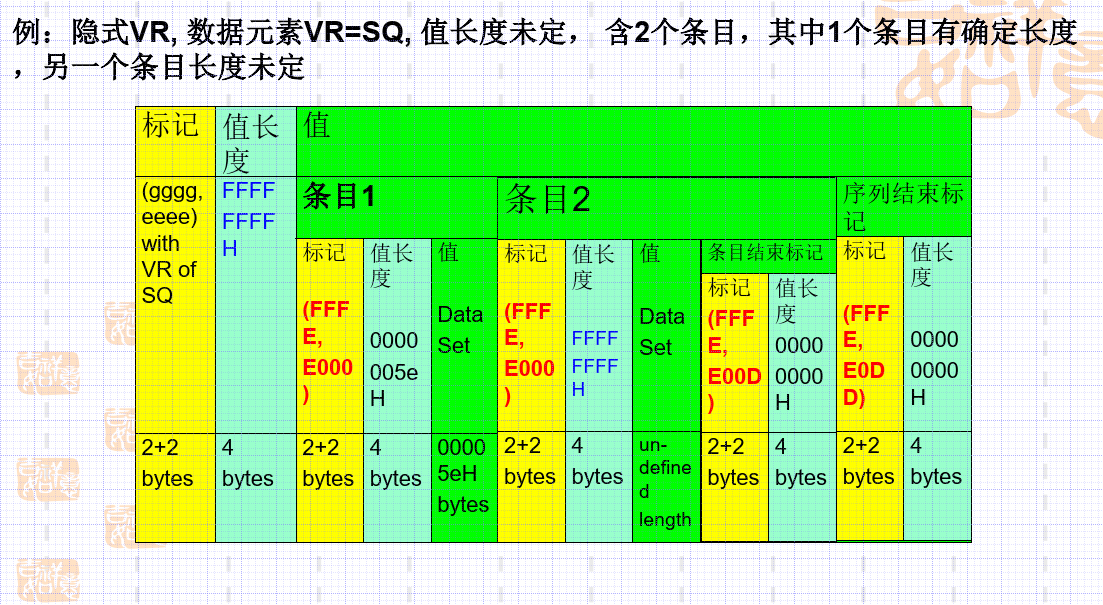 例：隐式VR, 数据元素VR=SQ, 值长度未定， 含2个条目，其中1个条目有确定长度
，另一个条目长度未定
标记
值长
度
值
(gggg,
eeee)
with
VR of
SQ
FFFF
FFFF
H
条目1
标记
(FFF
E,
E000
)
值长
度
0000
005e
H
值
Data
Set
条目2
标记
(FFF
E,
E000
)
值长
度
FFFF
FFFF
H
值
Data
Set
条目结束标记
标记
(FFF
E,
E00D
)
值长
度
0000
0000
H
序列结束标
记
标记
(FFF
E,
E0D
D)
值长
度
0000
0000
H
2+2
bytes
4
bytes
2+2
bytes
4
bytes
0000
5eH
bytes
2+2
bytes
4
bytes
un-
define
d
length
2+2
bytes
4
bytes
2+2
bytes
4
bytes